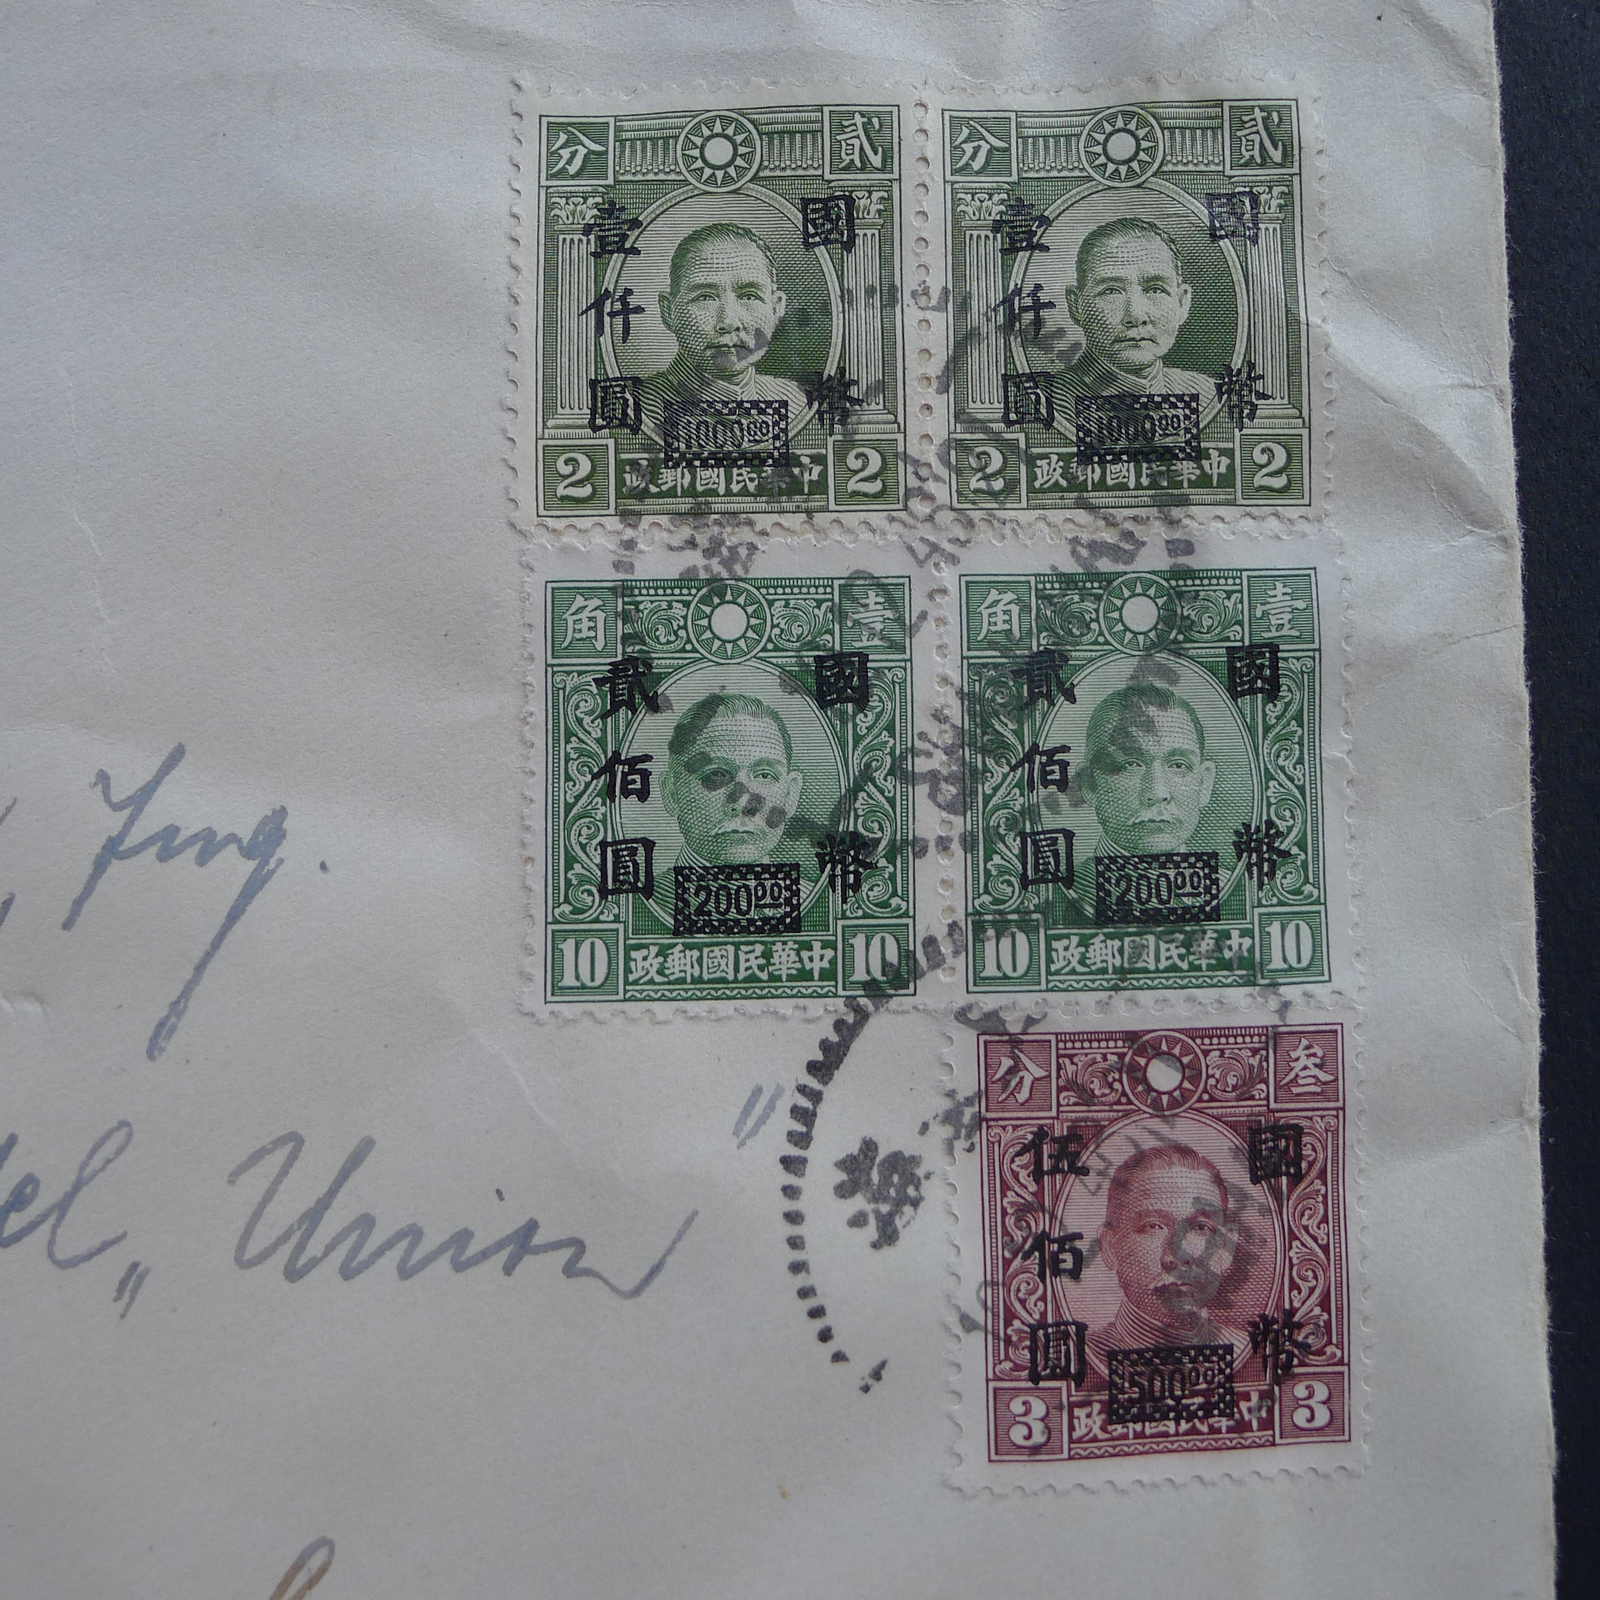 分 貳
國幣
壹仟圓
1000.00
2 政郵國民華中 2
分 貳
國幣
壹仟圓
1000.00
2 政郵國民華中 2
角 壹
國幣
貳佰圓
200.00
10 政郵國民華中 10
角 壹
國幣
貳佰圓
200.00
10 政郵國民華中 10
分 叁
國幣
伍佰圓
500.00
3 政郵國民華中 3
"Union"